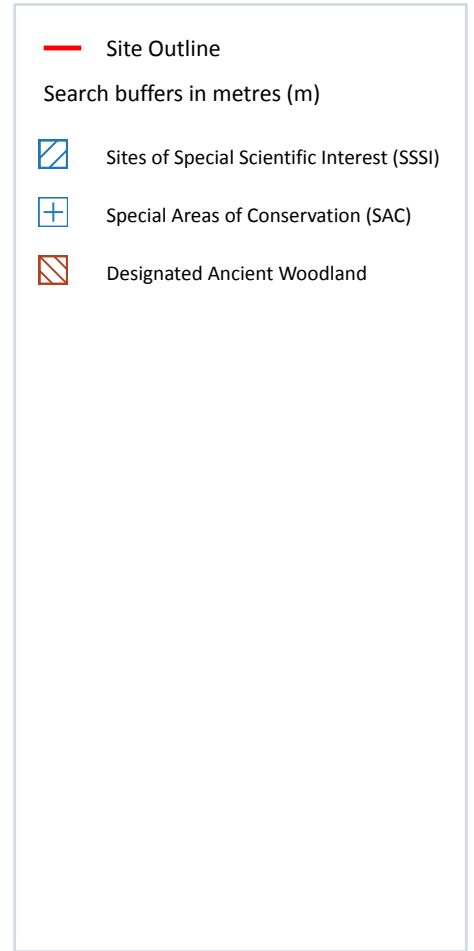 Site Outline
Search buffers in metres (m)
Sites of Special Scientific Interest (SSSI)
Special Areas of Conservation (SAC)
Designated Ancient Woodland